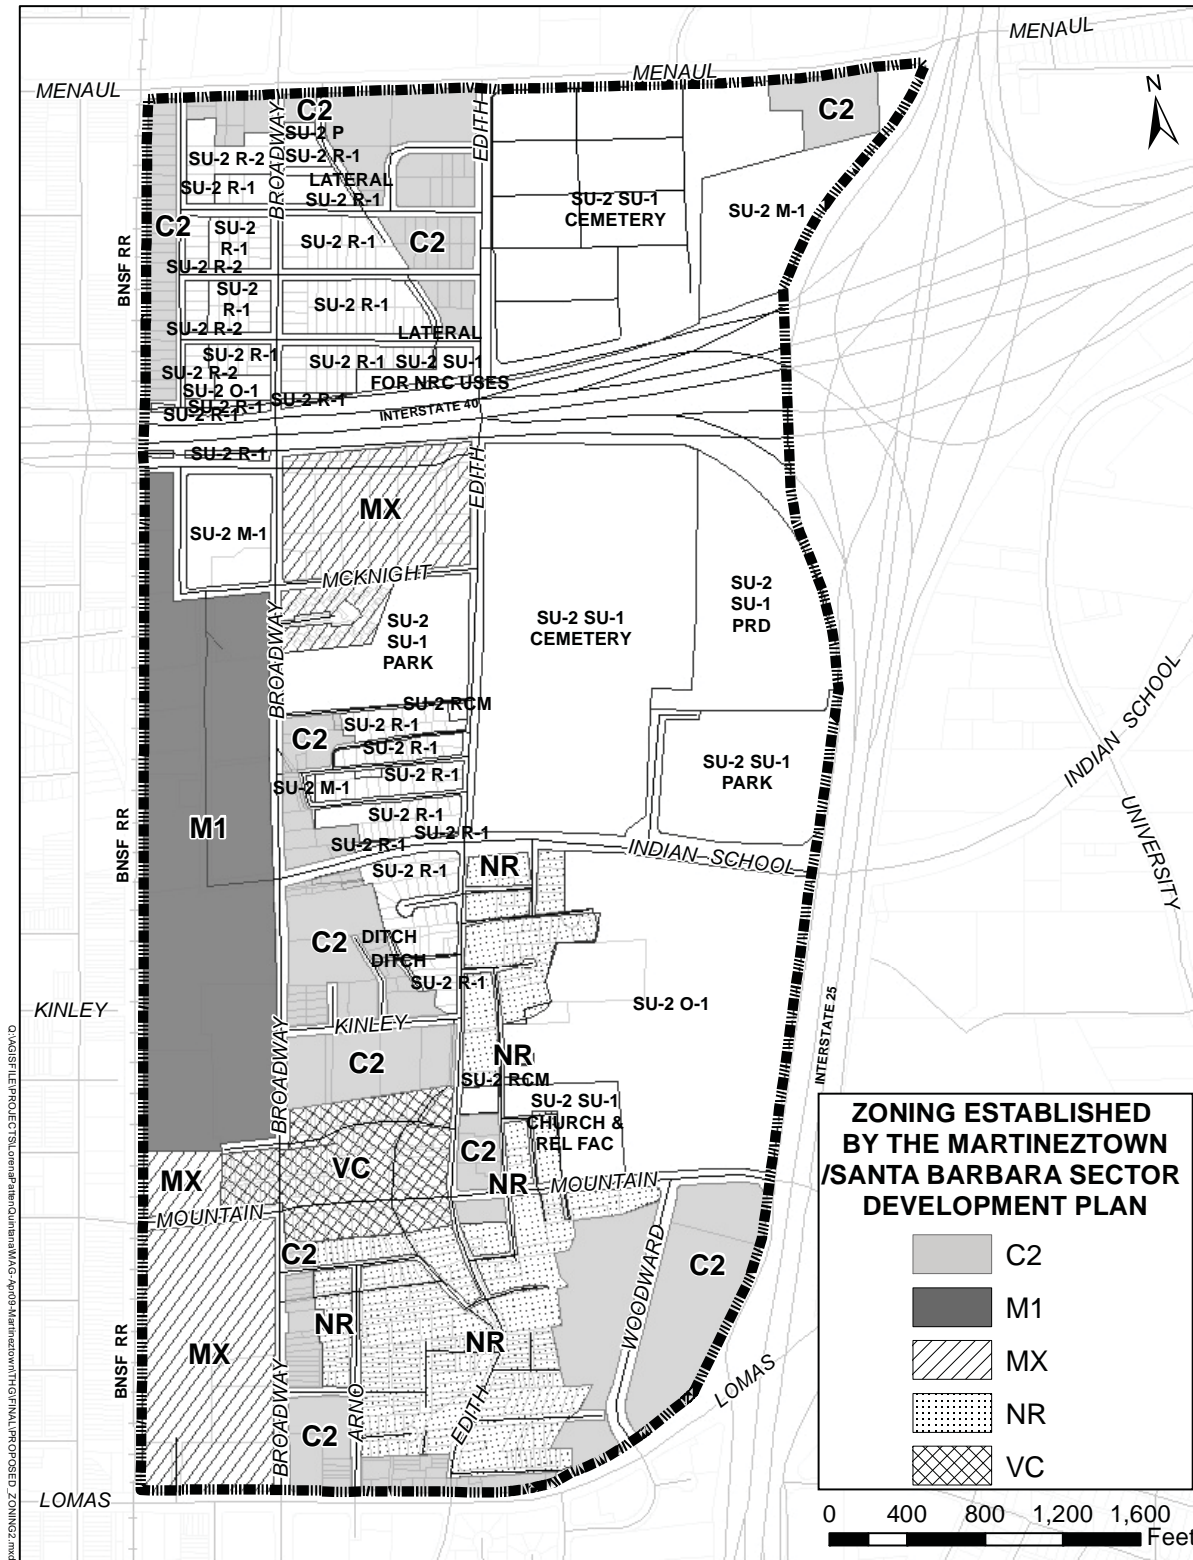 MENAUL
MENAUL
MENAUL
N
C2
C2
BROADWAY
EDITH
SU-2 P
SU-2 R-2
SU-2 R-1
SU-2 R-1
LATERAL
SU-2 R-1
SU-2 SU-1
CEMETERY
SU-2 M-1
C2
SU-2
R-1
SU-2 R-1
C2
SU-2 R-2
BNSF RR
SU-2
R-1
SU-2 R-1
SU-2 R-2
LATERAL
SU-2 R-1
SU-2 R-1
SU-2 SU-1
FOR NRC USES
SU-2 R-2
SU-2 O-1
SU-2 R-1
SU-2 R-1
SU-2 R-1
INTERSTATE 40
SU-2 R-1
EDITH
MX
SU-2 M-1
MCKNIGHT
SU-2
SU-1
PRD
SU-2
SU-1
PARK
SU-2 SU-1
CEMETERY
BROADWAY
SU-2 RCM
SU-2 R-1
C2
SU-2 R-1
SU-2 R-1
SU-2 M-1
SU-2 SU-1
PARK
INDIAN SCHOOL
UNIVERSITY
M1
BNSF RR
SU-2 R-1
SU-2 R-1
SU-2 R-1
INDIAN SCHOOL
SU-2 R-1
NR
C2
DITCH
DITCH
SU-2 R-1
SU-2 O-1
INTERSTATE 25
KINLEY
KINLEY
NR
C2
BROADWAY
SU-2 RCM
SU-2 SU-1
CHURCH &
REL FAC
C2
VC
MX
NR
MOUNTAIN
MOUNTAIN
C2
WOODWARD
C2
NR
NR
MX
BNSF RR
BROADWAY
ARNO
EDITH
C2
LOMAS
LOMAS
ZONING ESTABLISHED
BY THE MARTINEZTOWN
/SANTA BARBARA SECTOR
DEVELOPMENT PLAN
C2
M1
MX
NR
VC
0 400 800 1,200 1,600
Feet